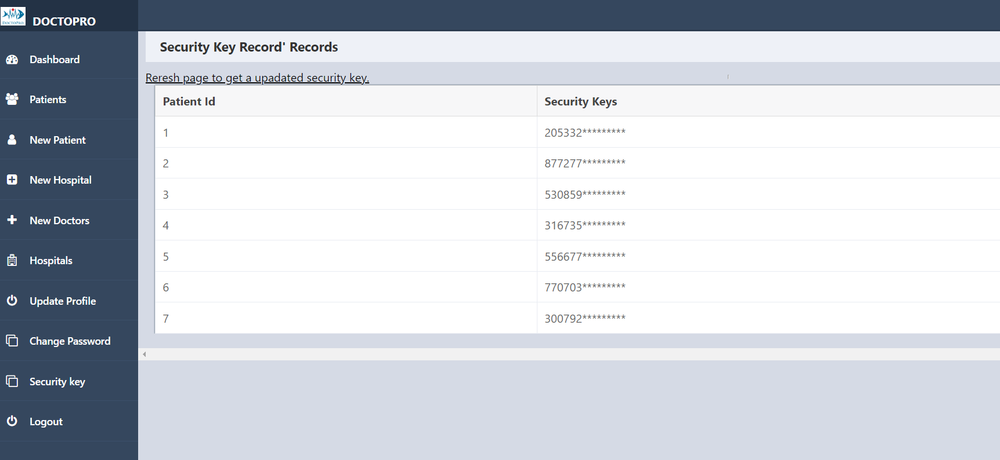 DOCTOPRO
DOCTOPRO
Dashboard
Patients
New Patient
New Hospital
New Doctors
Hospitals
Update Profile
Change Password
Security key
Logout
Security Key Record' Records
Reresh page to get a upadated security key.
Patient Id Security Keys
1 205332*********
2 877277*********
3 530859*********
4 316735*********
5 556677*********
6 770703*********
7 300792*********